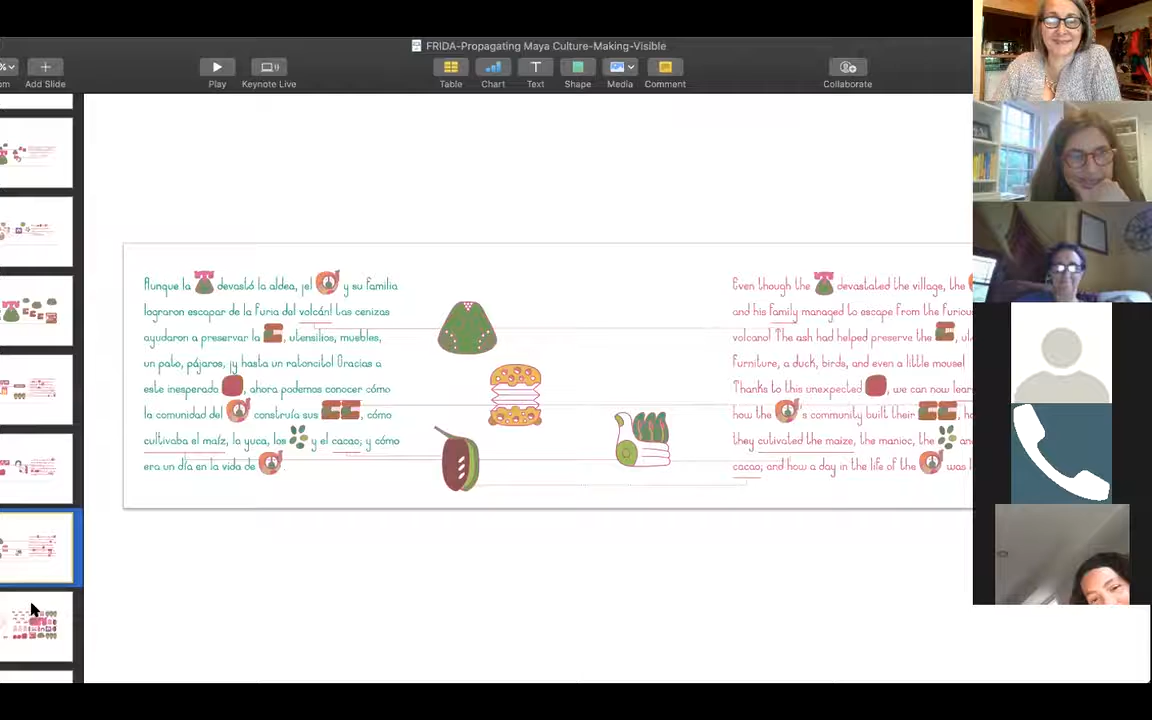 FRIDA-Propagating Maya Culture-Making-Visible
Add Slide
Play
Keynote Live
Table
Chart
Text
Shape
Media
Comment
Collaborate
Aunque la devastó la aldea, ¡el y su familia
lograron escapar de la furia del volcán! Las cenizas
ayudaron a preservar la , utensilios, muebles,
un pato, pájaros, ¡y hasta un ratoncito! Gracias a
este inesperado , ahora podemos conocer cómo
la comunidad del construía sus , cómo
cultivaba el maíz, la yuca, los y el cacao; y cómo
era un día en la vida de
Even though the devastated the village, the
and his family managed to escape from the furious
volcano! The ash had helped preserve the ,
furniture, a duck, birds, and even a little mouse!
Thanks to this unexpected , we can now learn
how the 's community built their ,
they cultivated the maize, the manioc, the and
cacao; and how a day in the life of the was